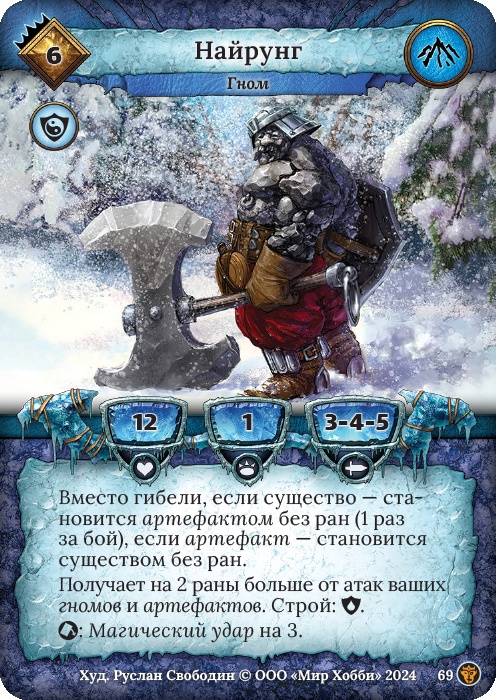 6
Найрунг
Гном
12
1
3-4-5
Вместо гибели, если существо — ста-
новится артефактом без ран (1 раз
за бой), если артефакт — становится
существом без ран.
Получает на 2 раны больше от атак ваших
гномов и артефактов. Строй: .
: Магический удар на 3.
Худ. Руслан Свободин © ООО «Мир Хобби» 2024
69